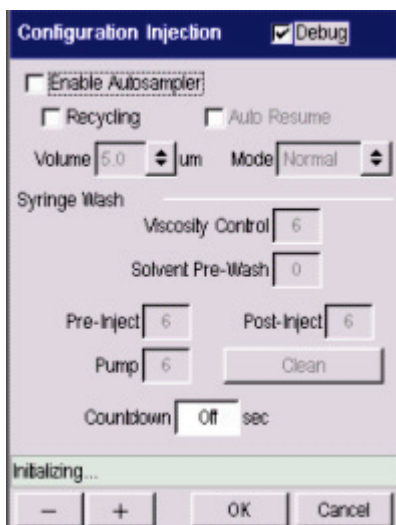 Configuration Injection Debug
Enable Autosampler
Recycling Auto Resume
Volume 5.0 um Mode Normal
Syringe Wash
Viscosity Control 6
Solvent Pre-Wash 0
Pre-Inject 6 Post-Inject 6
Pump 6 Clean
Countdown Off sec
Initializing...
− + OK Cancel